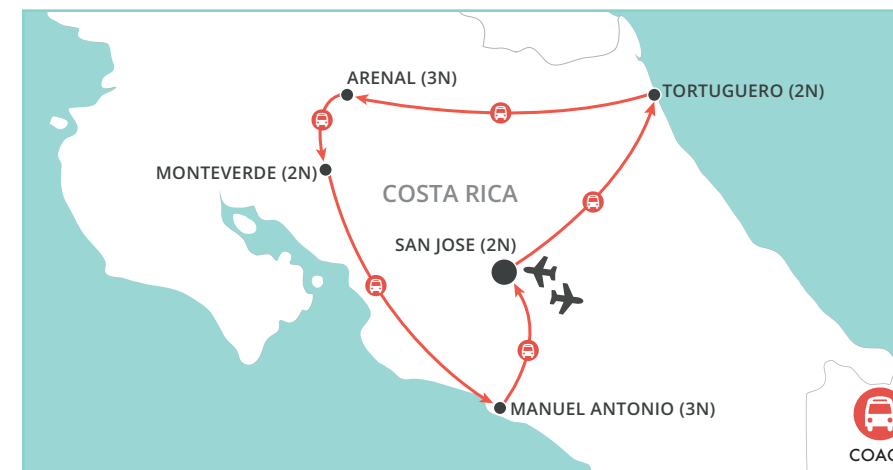 ARENAL (3N)
TORTUGUERO (2N)
MONTEVERDE (2N)
COSTA RICA
SAN JOSE (2N)
MANUEL ANTONIO (3N)